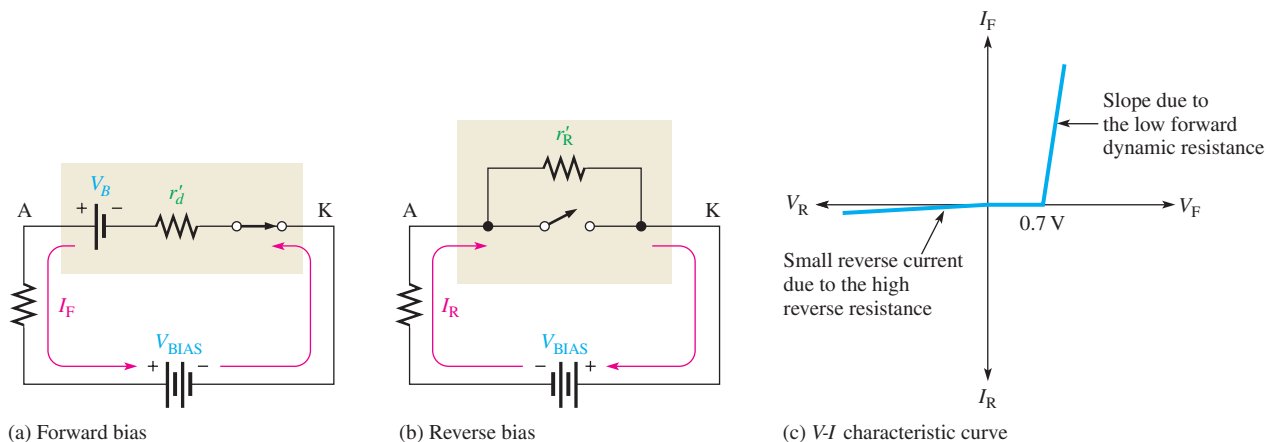 A
+
V_B
−
r'_d
K
I_F
V_BIAS
+
−
(a) Forward bias
r'_R
A
K
I_R
V_BIAS
−
+
(b) Reverse bias
I_F
Slope due to
the low forward
dynamic resistance
V_R
V_F
0.7 V
Small reverse current
due to the high
reverse resistance
I_R
(c) V-I characteristic curve